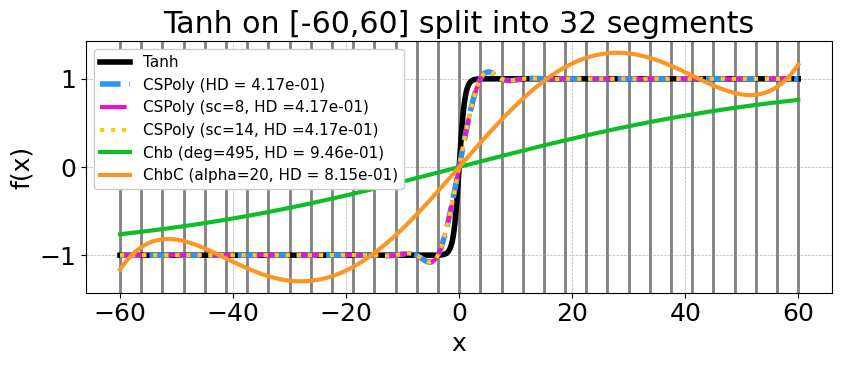 Tanh on [-60,60] split into 32 segments
Tanh
CSPoly (HD = 4.17e-01)
CSPoly (sc=8, HD =4.17e-01)
CSPoly (sc=14, HD =4.17e-01)
Chb (deg=495, HD = 9.46e-01)
ChbC (alpha=20, HD = 8.15e-01)
f(x)
1
0
−1
−60 −40 −20 0 20 40 60
x